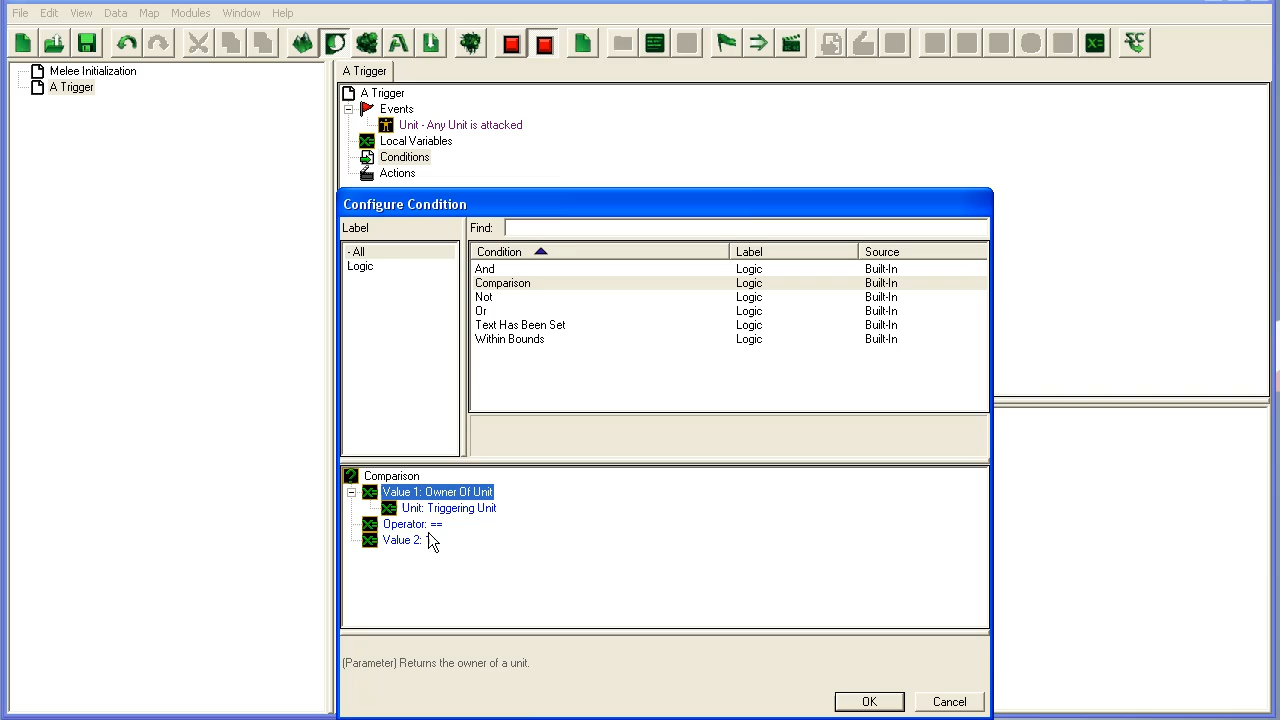 File Edit View Data Map Modules Window Help
Melee Initialization
A Trigger
A Trigger
A Trigger
Events
Unit - Any Unit is attacked
Local Variables
Conditions
Actions
Configure Condition
Label
Find:
- All
Logic
Condition Label Source
And Logic Built-In
Comparison Logic Built-In
Not Logic Built-In
Or Logic Built-In
Text Has Been Set Logic Built-In
Within Bounds Logic Built-In
Comparison
Value 1: Owner Of Unit
Unit: Triggering Unit
Operator: ==
Value 2:
(Parameter) Returns the owner of a unit.
OK Cancel